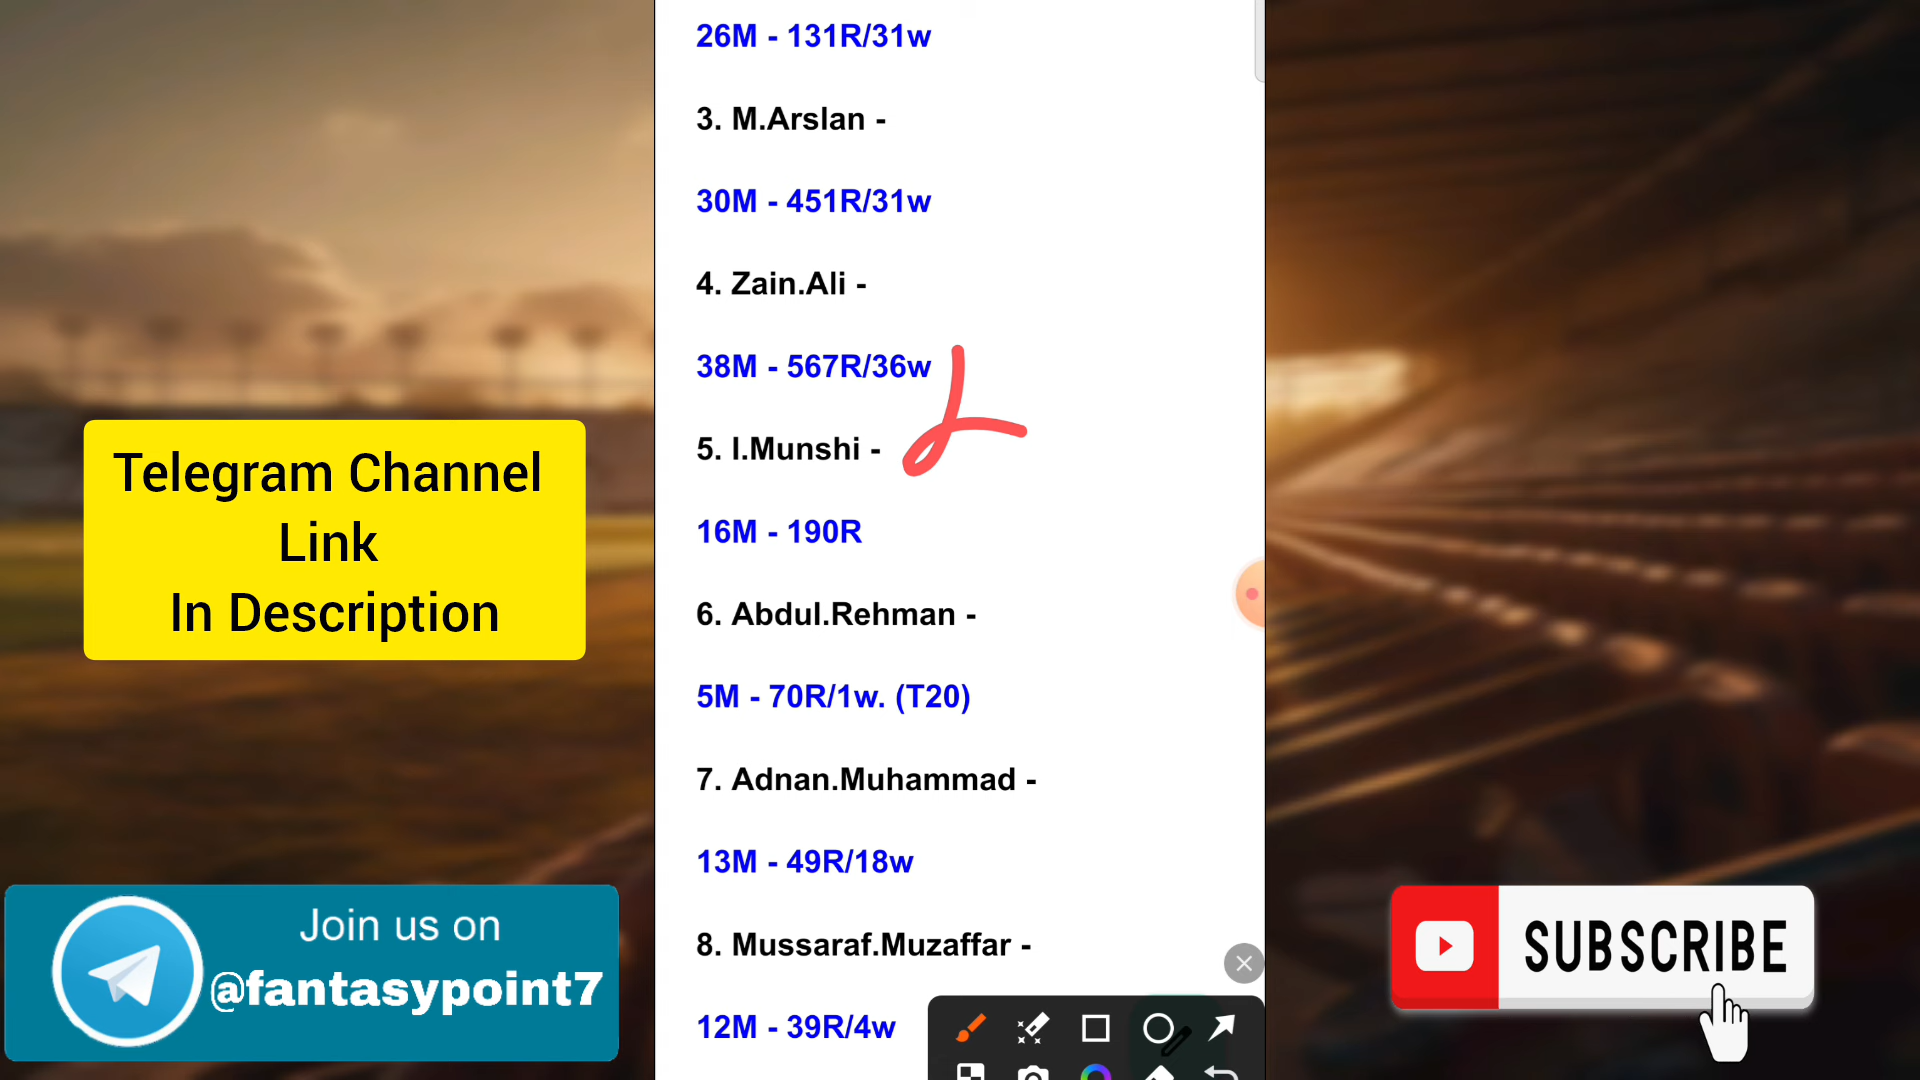 26M - 131R/31w
3. M.Arslan -
30M - 451R/31w
4. Zain.Ali -
38M - 567R/36w
5. I.Munshi -
16M - 190R
6. Abdul.Rehman -
5M - 70R/1w. (T20)
7. Adnan.Muhammad -
13M - 49R/18w
8. Mussaraf.Muzaffar -
12M - 39R/4w
Telegram Channel
Link
In Description
Join us on
@fantasypoint7
SUBSCRIBE